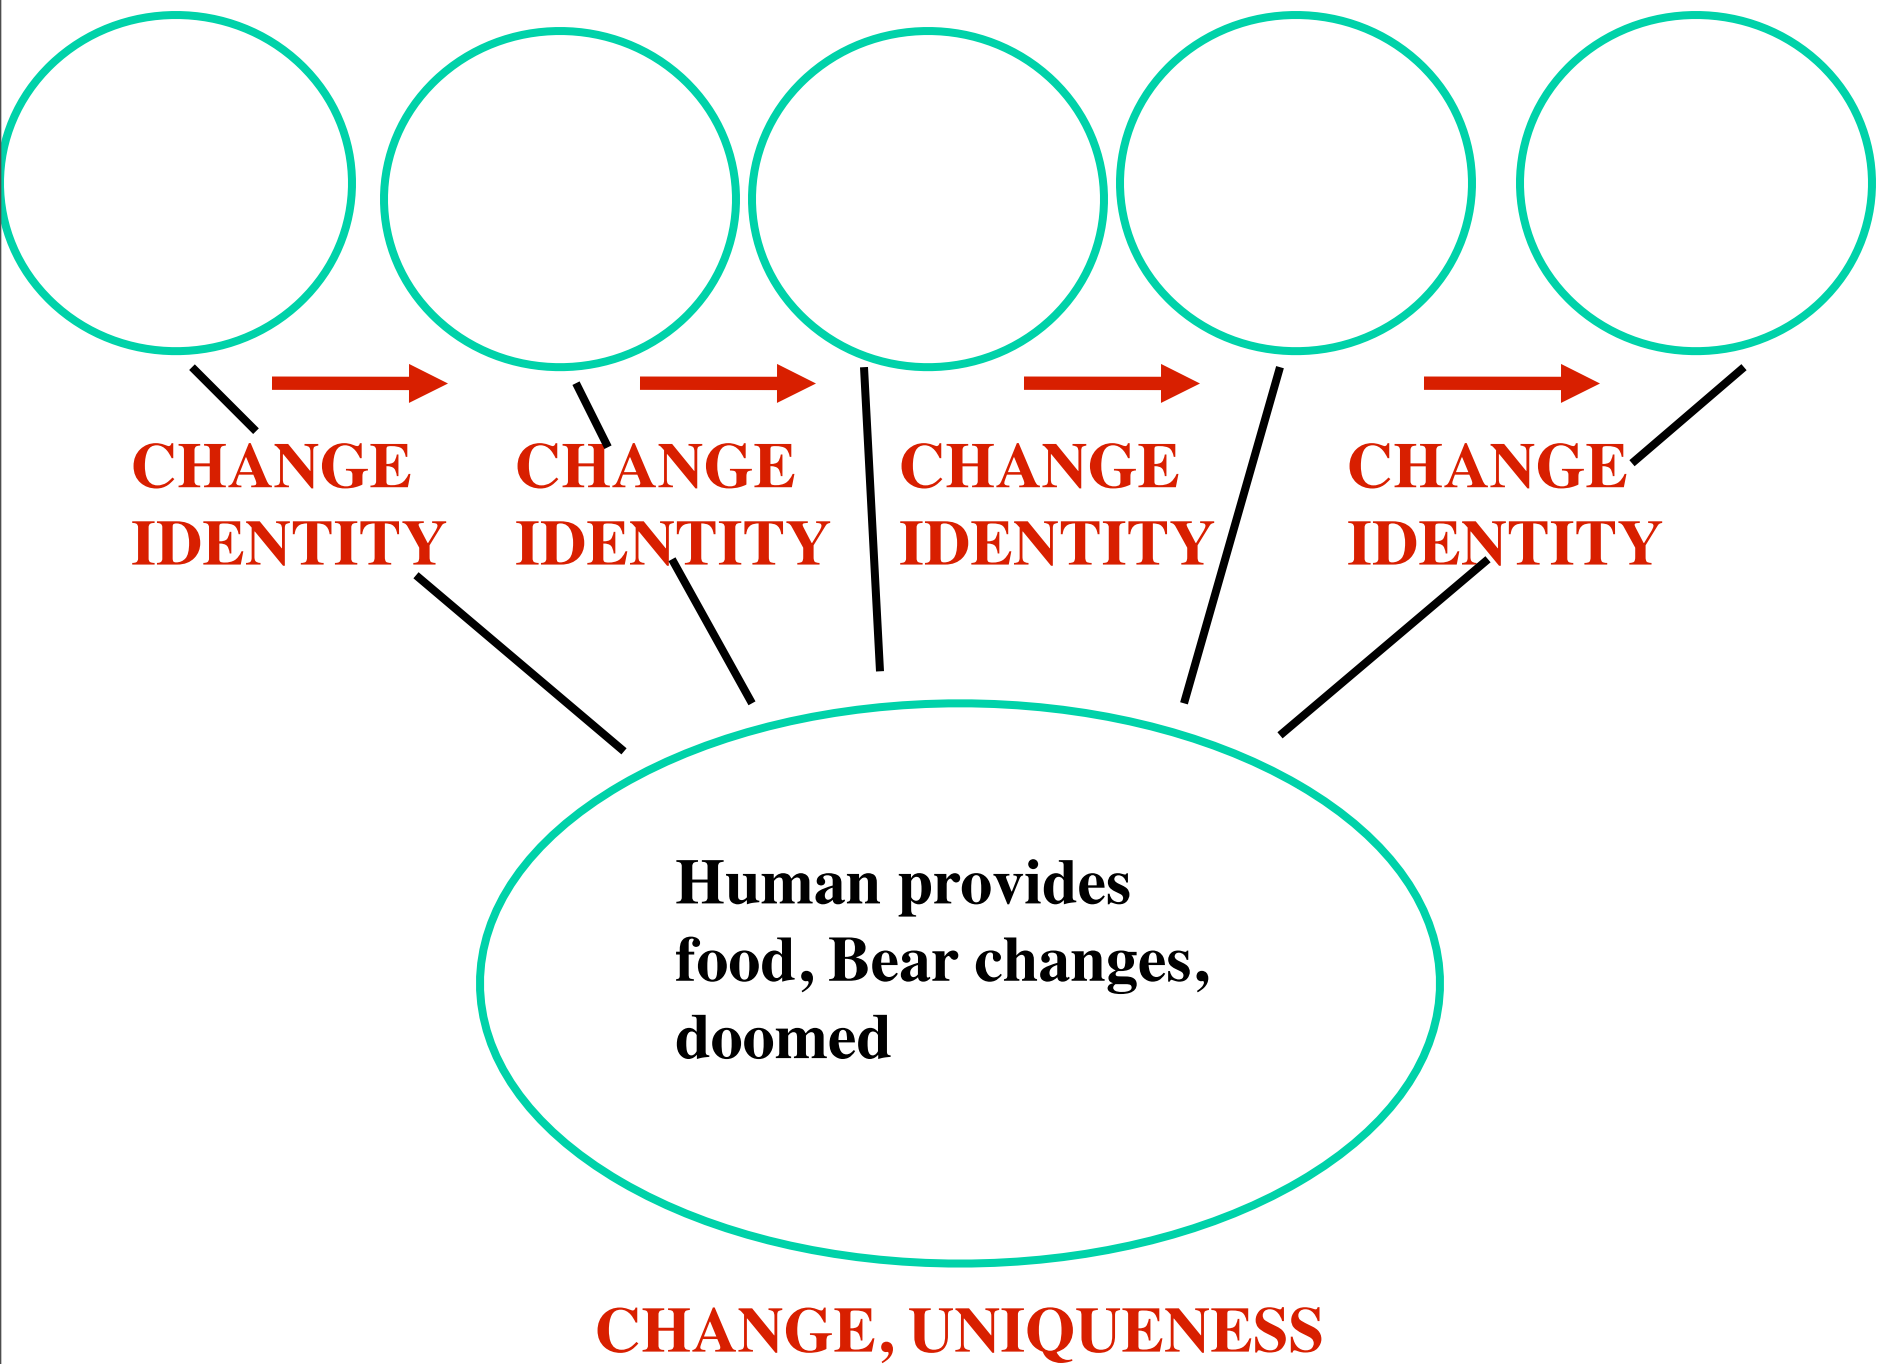 CHANGE
IDENTITY
CHANGE
IDENTITY
CHANGE
IDENTITY
CHANGE
IDENTITY
Human provides
food, Bear changes,
doomed
CHANGE, UNIQUENESS